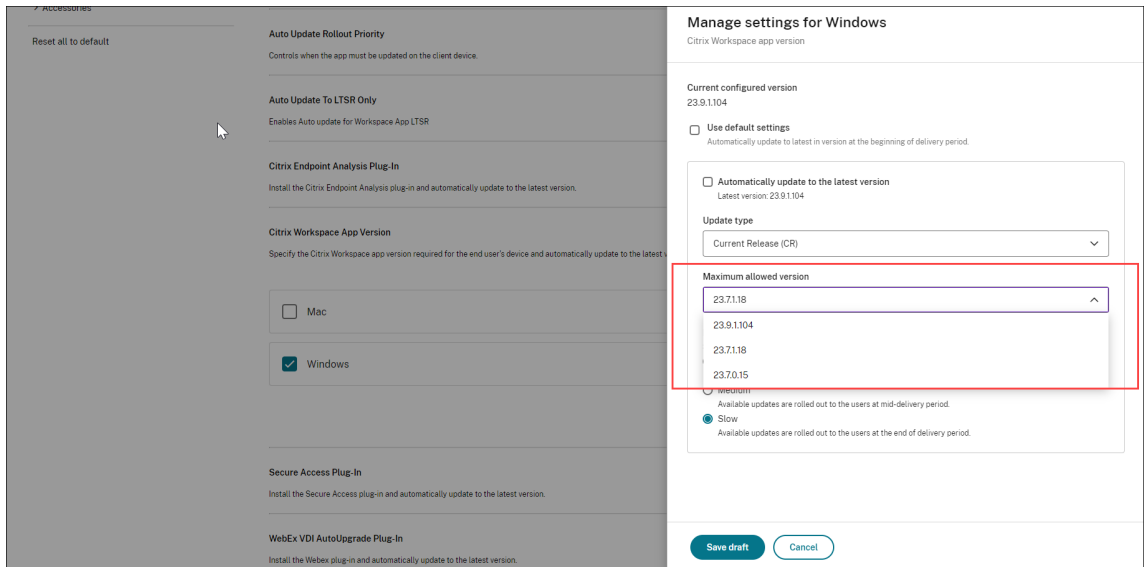 > Accessories
Reset all to default
Auto Update Rollout Priority
Controls when the app must be updated on the client device.
Auto Update To LTSR Only
Enables Auto update for Workspace App LTSR
Citrix Endpoint Analysis Plug-In
Install the Citrix Endpoint Analysis plug-in and automatically update to the latest version.
Citrix Workspace App Version
Specify the Citrix Workspace app version required for the end user's device and automatically update to the latest v
Mac
Windows
Secure Access Plug-In
Install the Secure Access plug-in and automatically update to the latest version.
WebEx VDI AutoUpgrade Plug-In
Install the Webex plug-in and automatically update to the latest version.
Manage settings for Windows
Citrix Workspace app version
Current configured version
23.9.1.104
Use default settings
Automatically update to latest in version at the beginning of delivery period.
Automatically update to the latest version
Latest version: 23.9.1.104
Update type
Current Release (CR)
Maximum allowed version
23.7.1.18
23.9.1.104
23.7.1.18
23.7.0.15
Medium
Available updates are rolled out to the users at mid-delivery period.
Slow
Available updates are rolled out to the users at the end of delivery period.
Save draft
Cancel